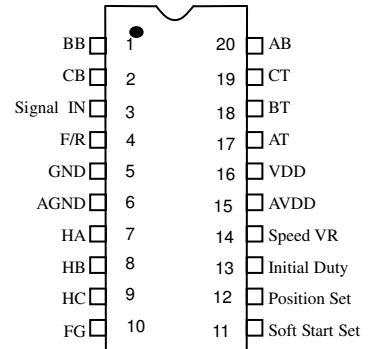 BB 1 20 AB
CB 2 19 CT
Signal IN 3 18 BT
F/R 4 17 AT
GND 5 16 VDD
AGND 6 15 AVDD
HA 7 14 Speed VR
HB 8 13 Initial Duty
HC 9 12 Position Set
FG 10 11 Soft Start Set